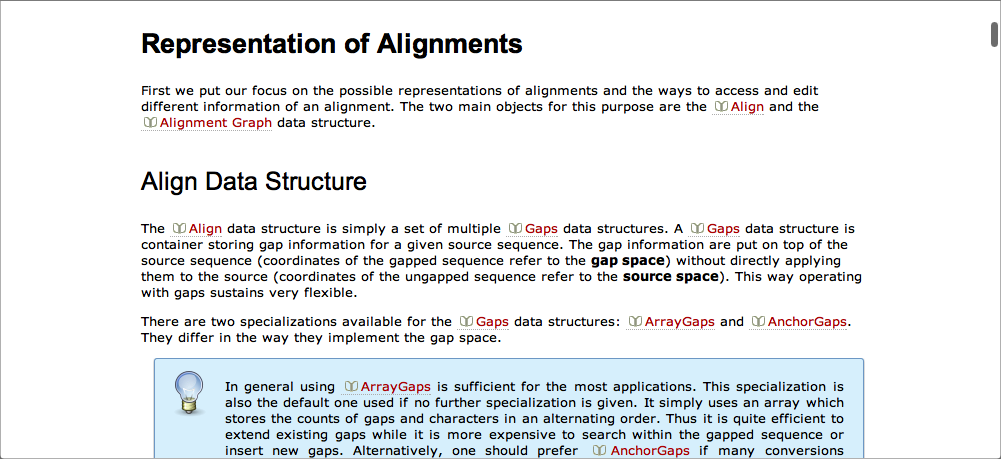 Representation of Alignments
First we put our focus on the possible representations of alignments and the ways to access and edit
different information of an alignment. The two main objects for this purpose are the Align and the
Alignment Graph data structure.
Align Data Structure
The Align data structure is simply a set of multiple Gaps data structures. A Gaps data structure is
container storing gap information for a given source sequence. The gap information are put on top of the
source sequence (coordinates of the gapped sequence refer to the gap space) without directly applying
them to the source (coordinates of the ungapped sequence refer to the source space). This way operating
with gaps sustains very flexible.
There are two specializations available for the Gaps data structures: ArrayGaps and AnchorGaps.
They differ in the way they implement the gap space.
In general using ArrayGaps is sufficient for the most applications. This specialization is
also the default one used if no further specialization is given. It simply uses an array which
stores the counts of gaps and characters in an alternating order. Thus it is quite efficient to
extend existing gaps while it is more expensive to search within the gapped sequence or
insert new gaps. Alternatively, one should prefer AnchorGaps if many conversions